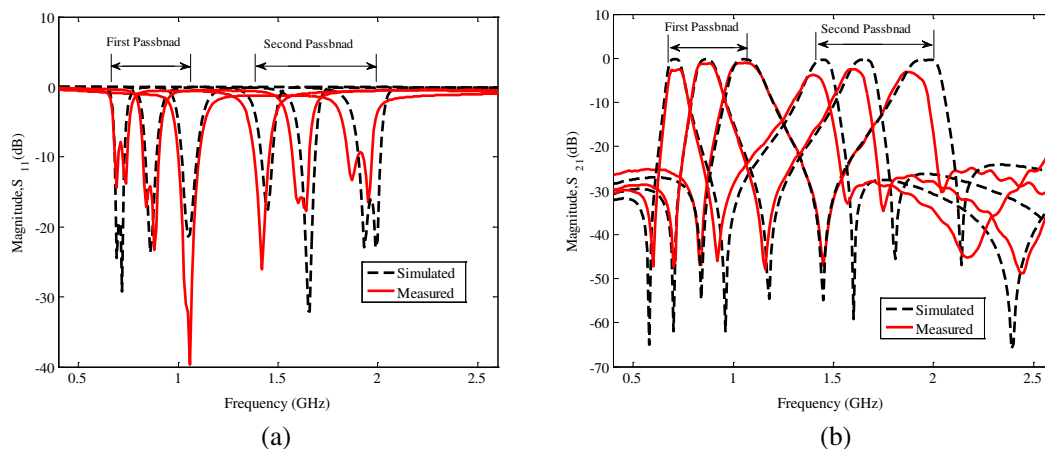 10
First Passbnad
Second Passbnad
0
-10
-20
-30
-40
Magnitude,S 11(dB)
Simulated
Measured
0.5
1
1.5
2
2.5
Frequency (GHz)
(a)
10
First Passbnad
Second Passbnad
0
-10
-20
-30
-40
-50
-60
-70
Magnitude,S 21(dB)
Simulated
Measured
0.5
1
1.5
2
2.5
Frequency (GHz)
(b)